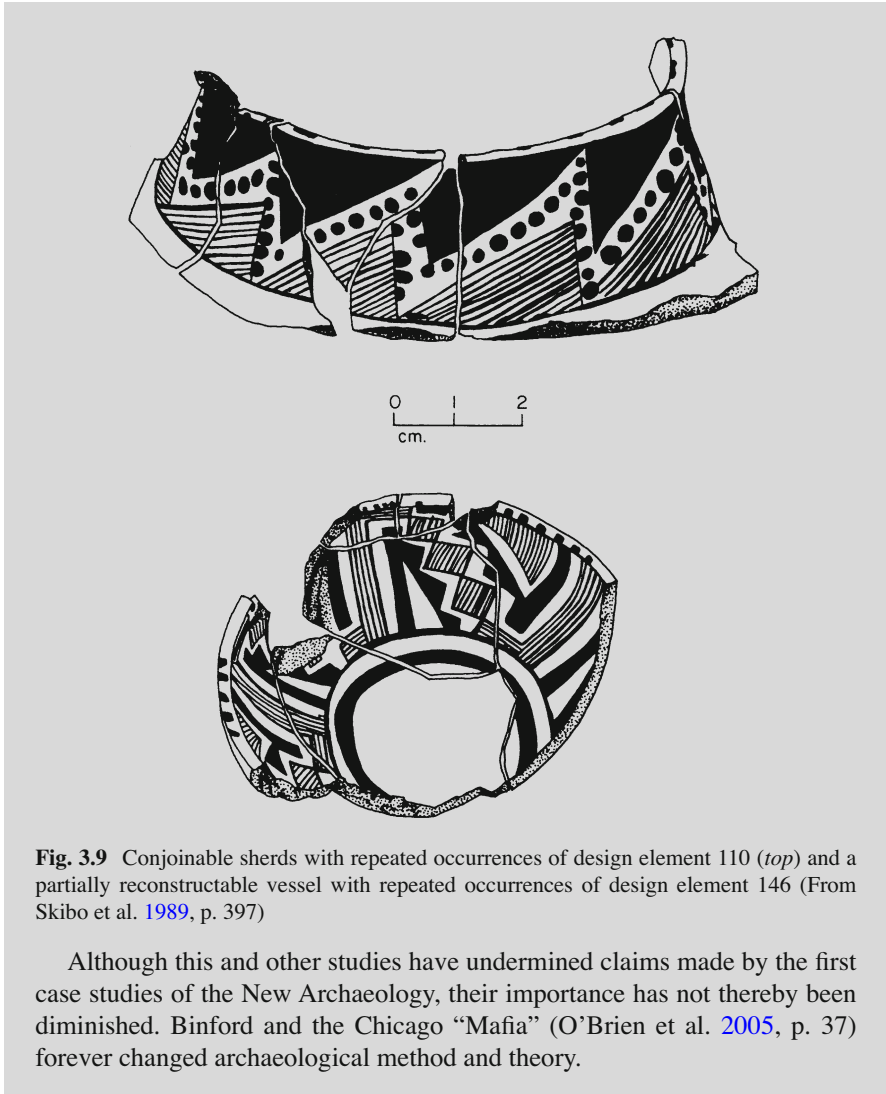 0 1 2
cm.
Fig. 3.9 Conjoinable sherds with repeated occurrences of design element 110 (top) and a
partially reconstructable vessel with repeated occurrences of design element 146 (From
Skibo et al. 1989, p. 397)
Although this and other studies have undermined claims made by the first
case studies of the New Archaeology, their importance has not thereby been
diminished. Binford and the Chicago “Mafia” (O’Brien et al. 2005, p. 37)
forever changed archaeological method and theory.